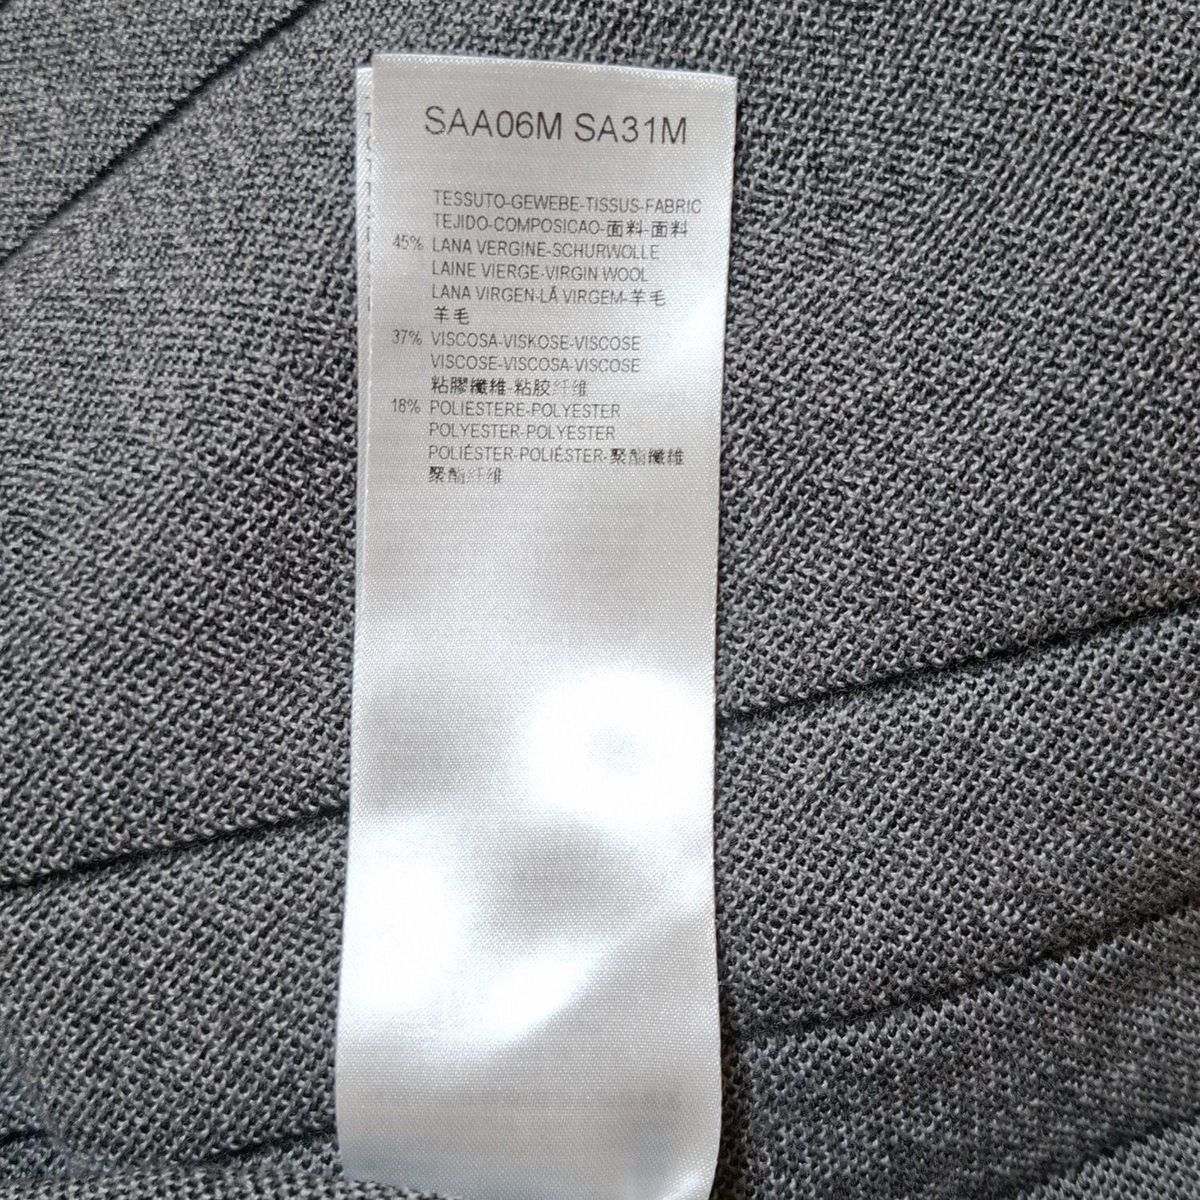 SAA06M SA31M
TESSUTO-GEWEBE-TISSUS-FABRIC
TEJIDO-COMPOSICAO-面料-面料
45% LANA VERGINE-SCHURWOLLE
LAINE VIERGE-VIRGIN WOOL
LANA VIRGEN-LÁ VIRGEM-羊毛
羊毛
37% VISCOSA-VISKOSE-VISCOSE
VISCOSE-VISCOSA-VISCOSE
粘膠纖維-粘胶纤维
18% POLIESTERE-POLYESTER
POLYESTER-POLYESTER
POLIÉSTER-POLIÉSTER-聚酯纖維
聚酯纤维